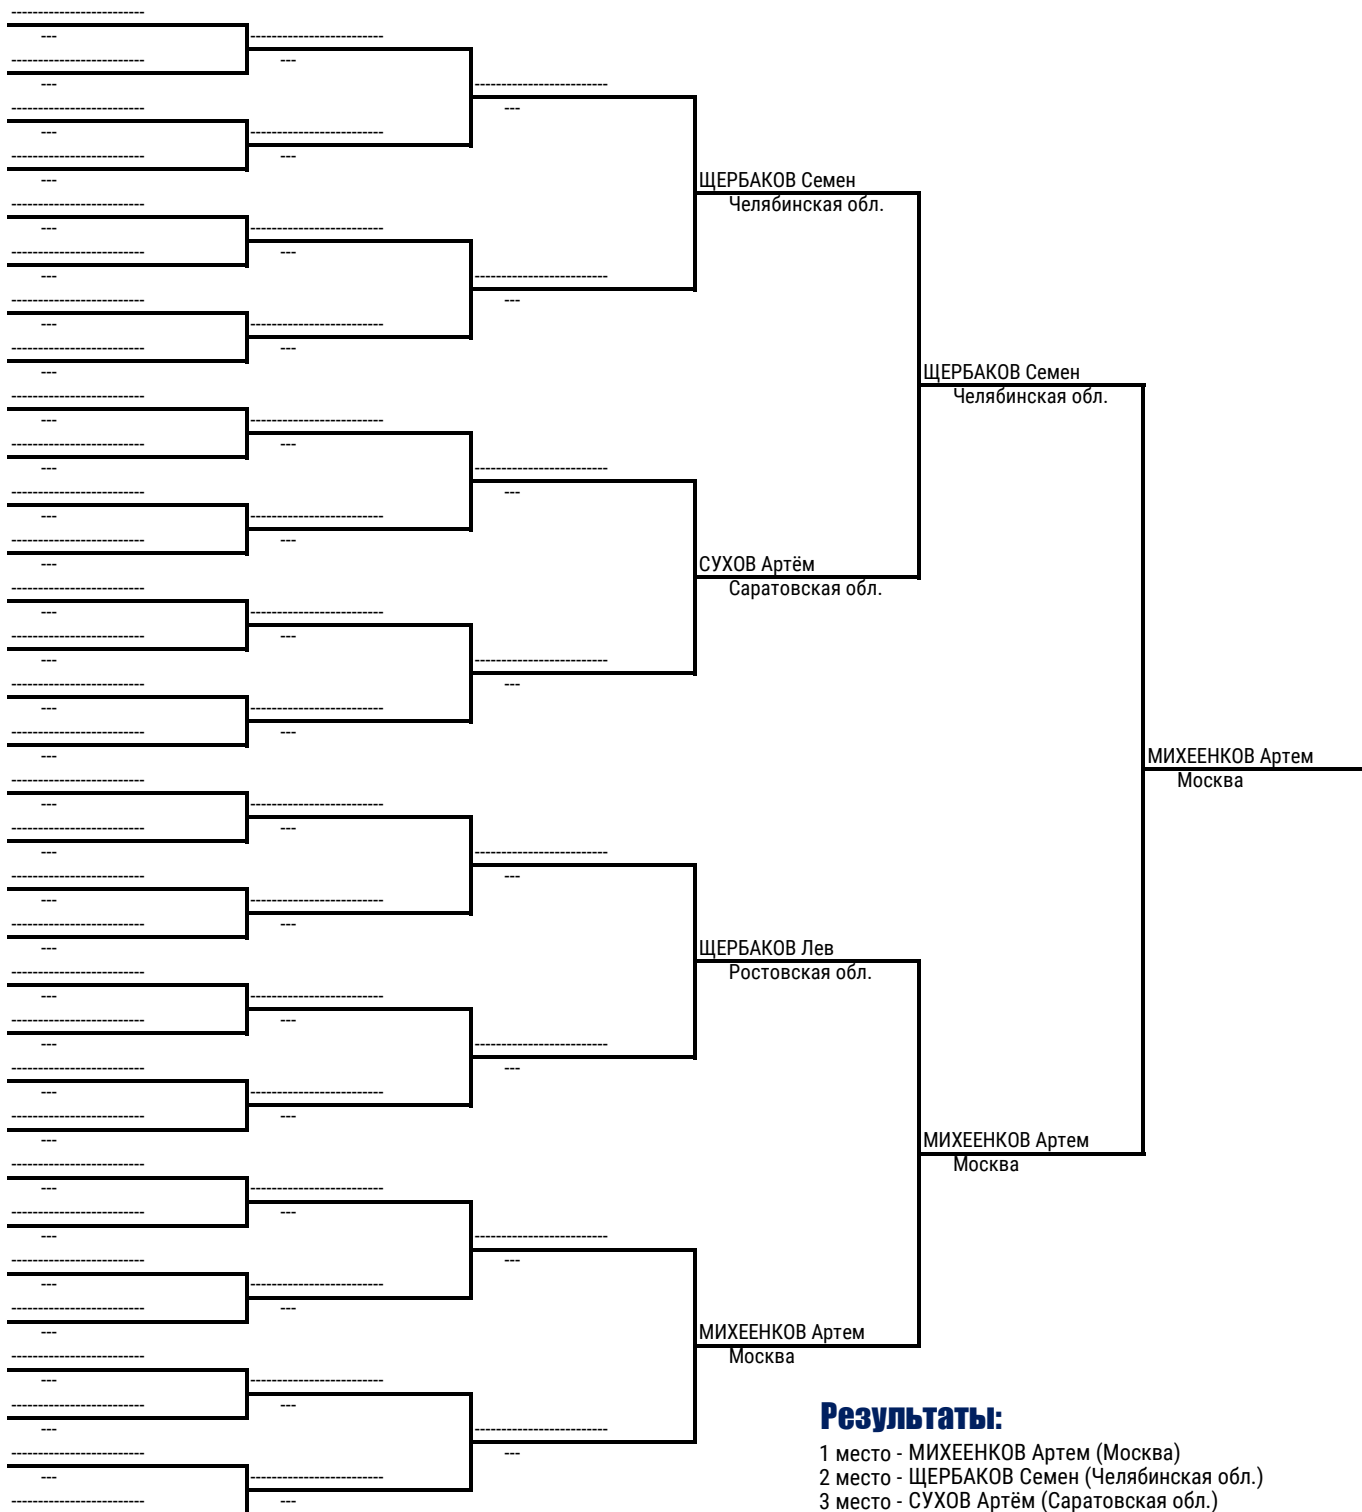 ЩЕРБАКОВ Семен
Челябинская обл.
ЩЕРБАКОВ Семен
Челябинская обл.
СУХОВ Артём
Саратовская обл.
МИХЕЕНКОВ Артем
Москва
ЩЕРБАКОВ Лев
Ростовская обл.
МИХЕЕНКОВ Артем
Москва
МИХЕЕНКОВ Артем
Москва
Результаты:
1 место - МИХЕЕНКОВ Артем (Москва)
2 место - ЩЕРБАКОВ Семен (Челябинская обл.)
3 место - СУХОВ Артём (Саратовская обл.)